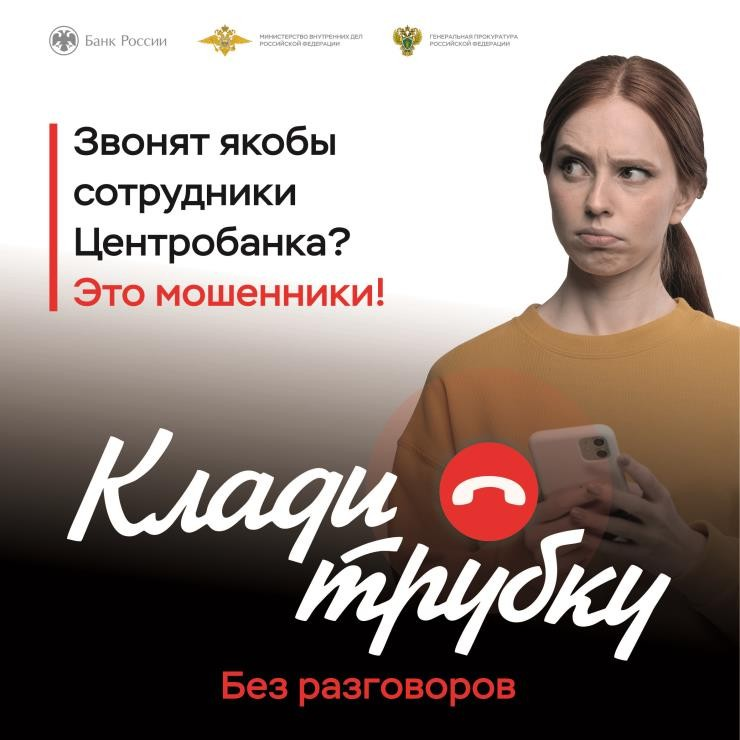 Банк России
МИНИСТЕРСТВО ВНУТРЕННИХ ДЕЛ
РОССИЙСКОЙ ФЕДЕРАЦИИ
ГЕНЕРАЛЬНАЯ ПРОКУРАТУРА
РОССИЙСКОЙ ФЕДЕРАЦИИ
Звонят якобы
сотрудники
Центробанка?
Это мошенники!
Клади
трубку
Без разговоров